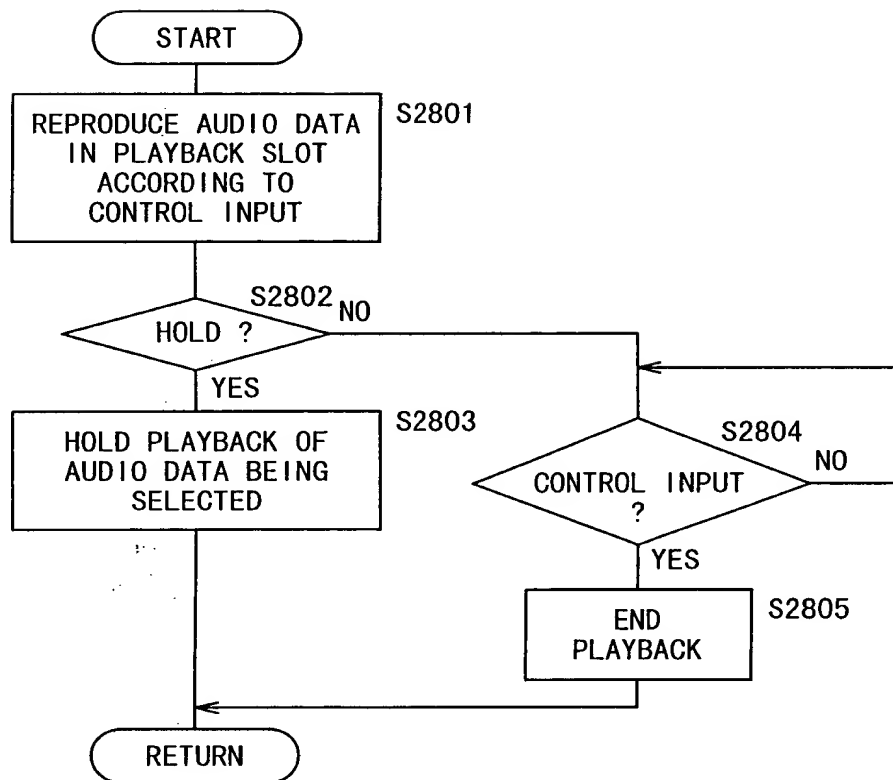 START
S2801
REPRODUCE AUDIO DATA
IN PLAYBACK SLOT
ACCORDING TO
CONTROL INPUT
S2802
HOLD ?
NO
YES
S2803
HOLD PLAYBACK OF
AUDIO DATA BEING
SELECTED
S2804
CONTROL INPUT
?
NO
YES
S2805
END
PLAYBACK
RETURN